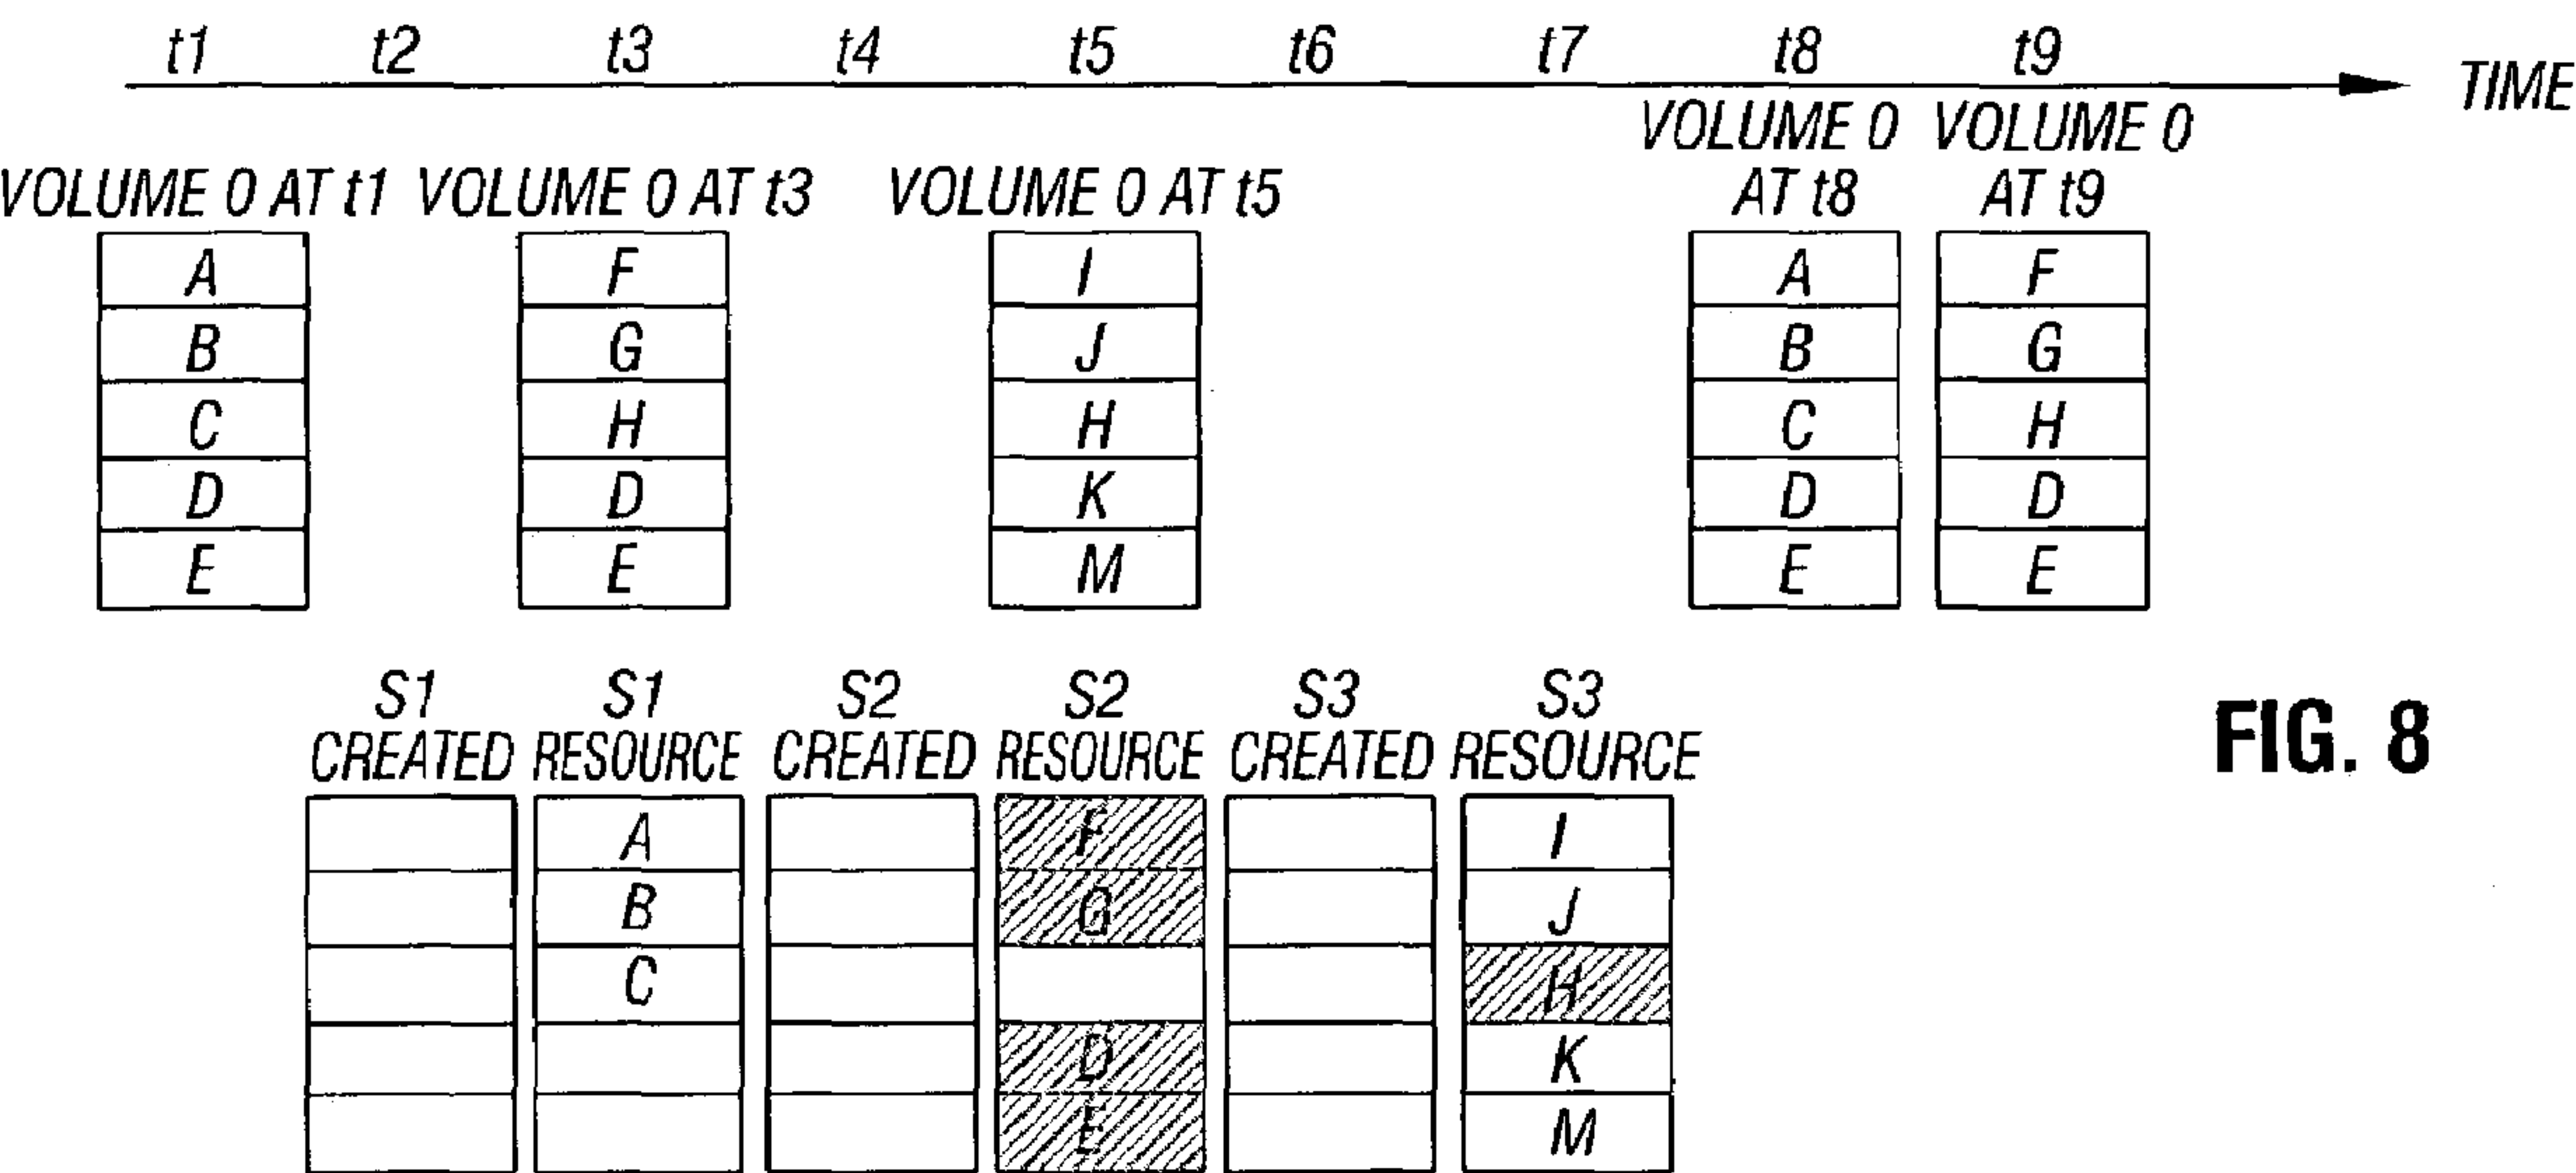 t1 t2 t3 t4 t5 t6 t7 t8 t9
TIME
VOLUME 0 AT t1
VOLUME 0 AT t3
VOLUME 0 AT t5
VOLUME 0
AT t8
VOLUME 0
AT t9
A F I A F
B G J B G
C H H C H
D D K D D
E E M E E
S1
CREATED
S1
RESOURCE
S2
CREATED
S2
RESOURCE
S3
CREATED
S3
RESOURCE
A F I
B G J
C H
D K
E M
FIG. 8